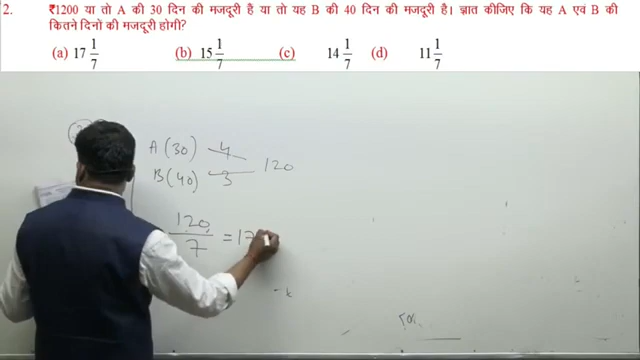 2. ₹1200 या तो A की 30 दिन की मजदूरी हैं या तो यह B की 40 दिन की मजदूरी है। ज्ञात कीजिए कि यह A एवं B की
कितने दिनों की मजदूरी होगी?
(a) 17 1/7 (b) 15 1/7 (c) 14 1/7 (d) 11 1/7
A (30) 4
120
B (40) 3
120/7 = 17